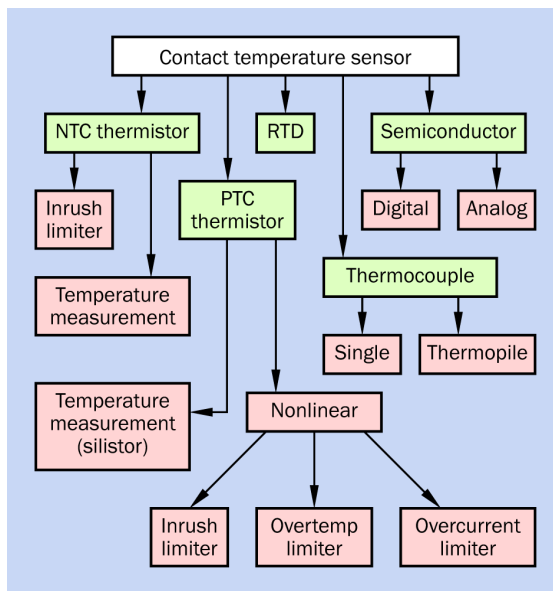 Contact temperature sensor
NTC thermistor
RTD
Semiconductor
Inrush
limiter
PTC
thermistor
Digital
Analog
Temperature
measurement
Thermocouple
Single
Thermopile
Temperature
measurement
(silistor)
Nonlinear
Inrush
limiter
Overtemp
limiter
Overcurrent
limiter